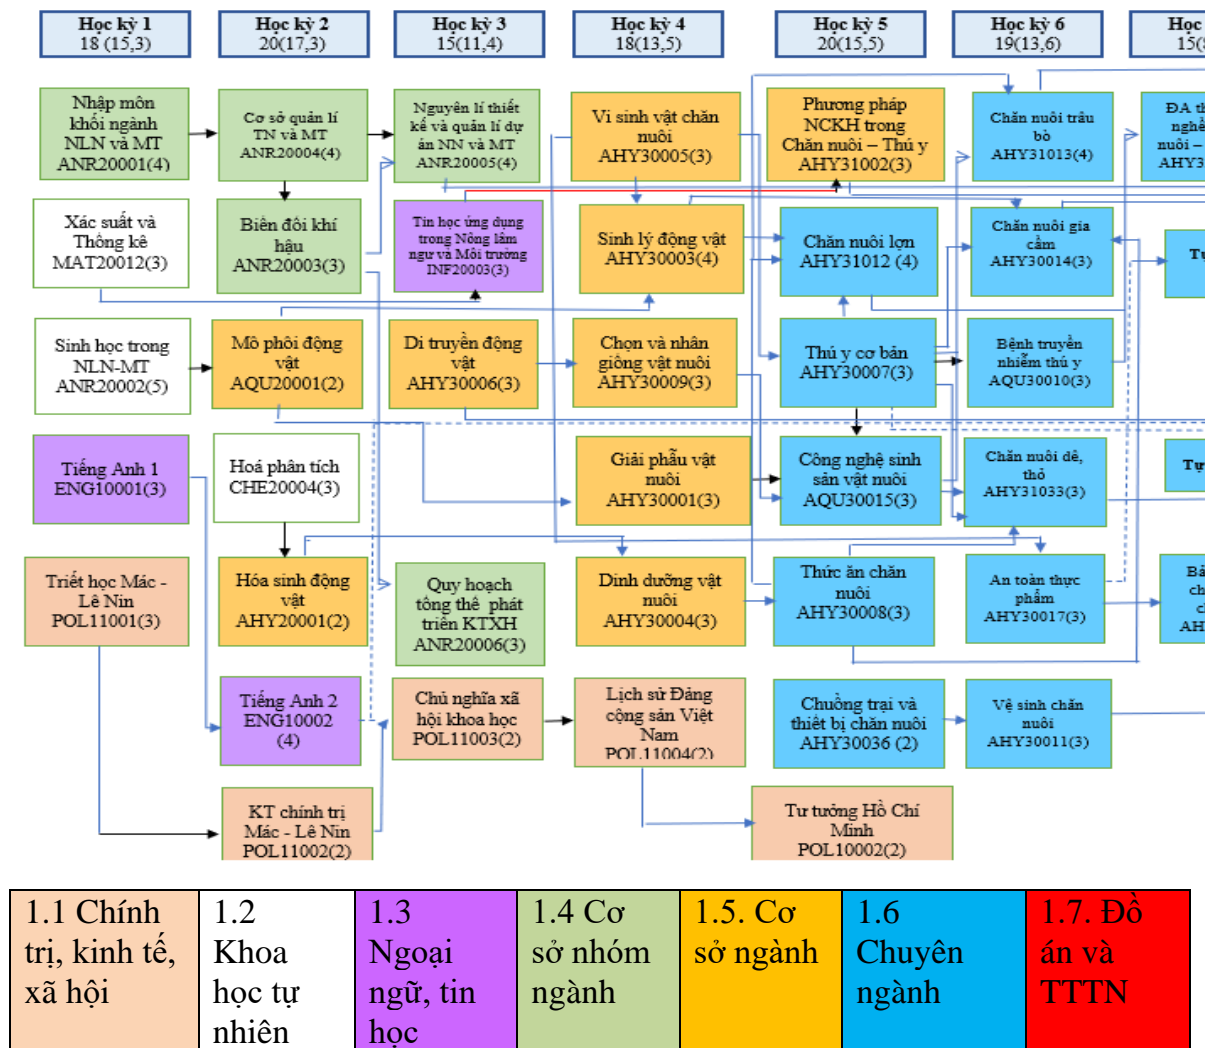 Học kỳ 1
18 (15,3)
Học kỳ 2
20(17,3)
Học kỳ 3
15(11,4)
Học kỳ 4
18(13,5)
Học kỳ 5
20(15,5)
Học kỳ 6
19(13,6)
Học
15(
Nhập môn
khối ngành
NLN và MT
ANR20001(4)
Cơ sở quản lí
TN và MT
ANR20004(4)
Nguyên lí thiết
kế và quản lí dự
án NN và MT
ANR20005(4)
Vi sinh vật chăn
nuôi
AHY30005(3)
Phương pháp
NCKH trong
Chăn nuôi – Thú y
AHY31002(3)
Chăn nuôi trâu
bò
AHY31013(4)
ĐA th
nghề
nuôi –
AHY3
Xác suất và
Thống kê
MAT20012(3)
Biến đổi khí
hậu
ANR20003(3)
Tin học ứng dụng
trong Nông lâm
ngư và Môi trường
INF20003(3)
Sinh lý động vật
AHY30003(4)
Chăn nuôi lợn
AHY31012 (4)
Chăn nuôi gia
cầm
AHY30014(3)
Tự
Sinh học trong
NLN-MT
ANR20002(5)
Mô phôi động
vật
AQU20001(2)
Di truyền động
vật
AHY30006(3)
Chọn và nhân
giống vật nuôi
AHY30009(3)
Thú y cơ bản
AHY30007(3)
Bệnh truyền
nhiễm thú y
AQU30010(3)
Tiếng Anh 1
ENG10001(3)
Hoá phân tích
CHE20004(3)
Giải phẫu vật
nuôi
AHY30001(3)
Công nghệ sinh
sản vật nuôi
AQU30015(3)
Chăn nuôi dê,
thỏ
AHY31033(3)
Tự
Triết học Mác -
Lê Nin
POL11001(3)
Hóa sinh động
vật
AHY20001(2)
Quy hoạch
tổng thể phát
triển KTXH
ANR20006(3)
Dinh dưỡng vật
nuôi
AHY30004(3)
Thức ăn chăn
nuôi
AHY30008(3)
An toàn thực
phẩm
AHY30017(3)
Bả
ch
c
AH
Tiếng Anh 2
ENG10002
(4)
Chủ nghĩa xã
hội khoa học
POL11003(2)
Lịch sử Đảng
cộng sản Việt
Nam
POL11004(2)
Chuồng trại và
thiết bị chăn nuôi
AHY30036 (2)
Vệ sinh chăn
nuôi
AHY30011(3)
KT chính trị
Mác - Lê Nin
POL11002(2)
Tư tưởng Hồ Chí
Minh
POL10002(2)
1.1 Chính
trị, kinh tế,
xã hội
1.2
Khoa
học tự
nhiên
1.3
Ngoại
ngữ, tin
học
1.4 Cơ
sở nhóm
ngành
1.5. Cơ
sở ngành
1.6
Chuyên
ngành
1.7. Đồ
án và
TTTN